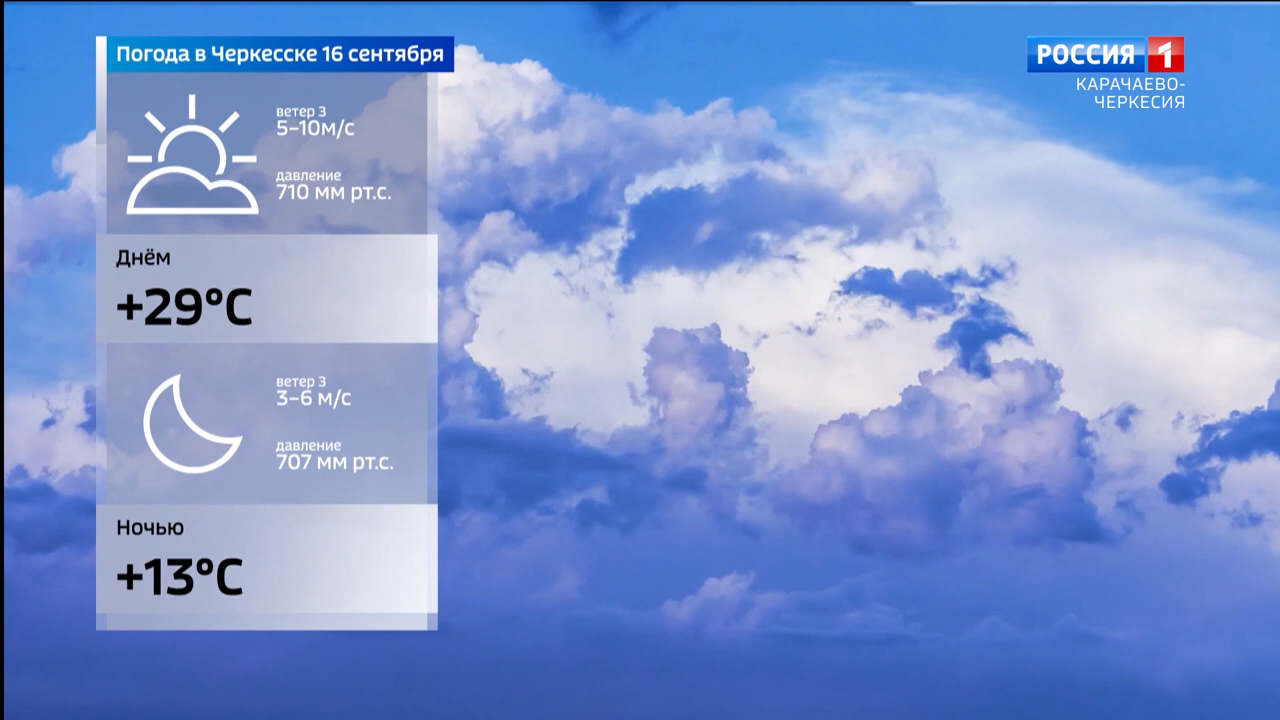 Погода в Черкесске 16 сентября
РОССИЯ 1
КАРАЧАЕВО-
ЧЕРКЕСИЯ
ветер З
5–10м/с
давление
710 мм рт.с.
Днём
+29°C
ветер З
3–6 м/с
давление
707 мм рт.с.
Ночью
+13°C